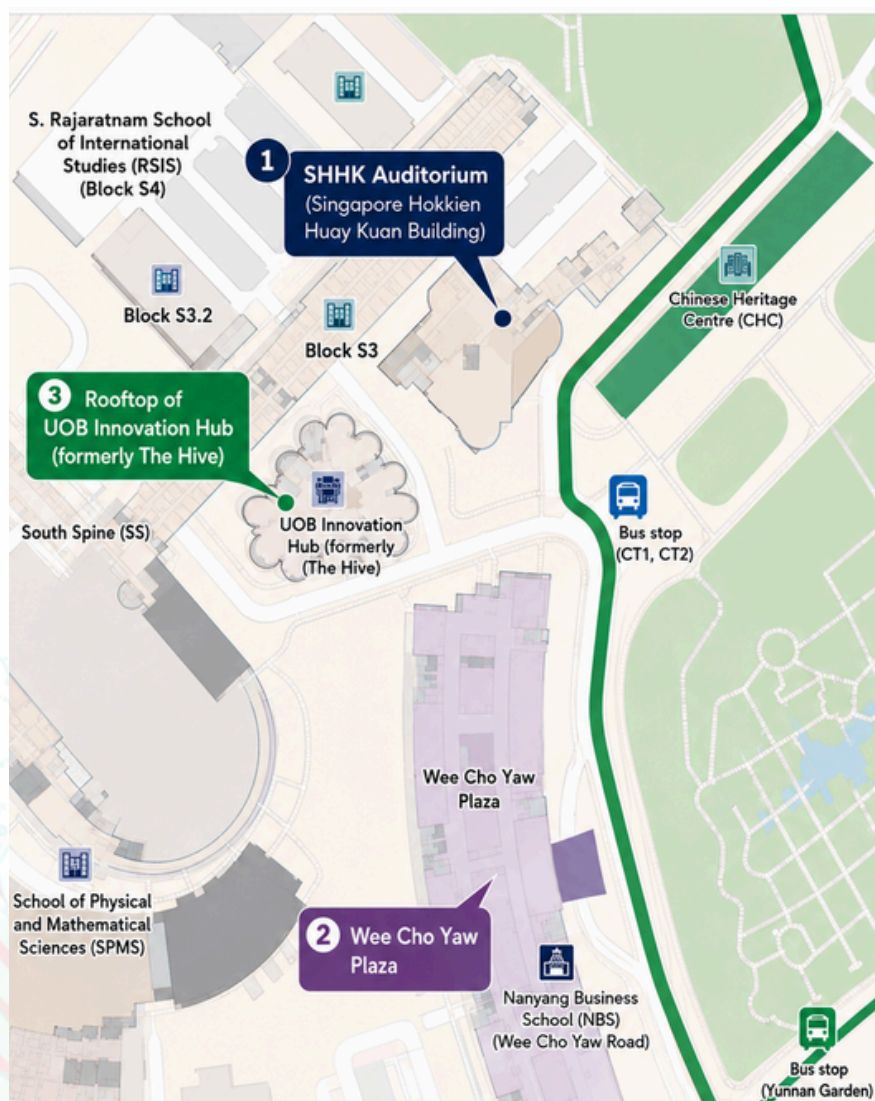 S. Rajaratnam School
of International
Studies (RSIS)
(Block S4)
1
SHHK Auditorium
(Singapore Hokkien
Huay Kuan Building)
Block S3.2
Block S3
Chinese Heritage
Centre (CHC)
3 Rooftop of
UOB Innovation Hub
(formerly The Hive)
UOB Innovation
Hub (formerly
(The Hive)
South Spine (SS)
Bus stop
(CT1, CT2)
Wee Cho Yaw
Plaza
School of Physical
and Mathematical
Sciences (SPMS)
2 Wee Cho Yaw
Plaza
Nanyang Business
School (NBS)
(Wee Cho Yaw Road)
Bus stop
(Yunnan Garden)